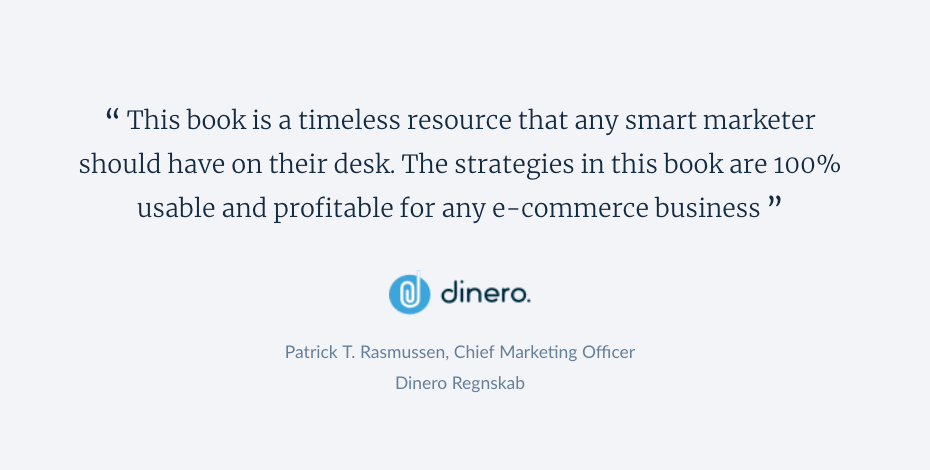 “ This book is a timeless resource that any smart marketer
should have on their desk. The strategies in this book are 100%
usable and profitable for any e-commerce business ”
dinero.
Patrick T. Rasmussen, Chief Marketing Officer
Dinero Regnskab